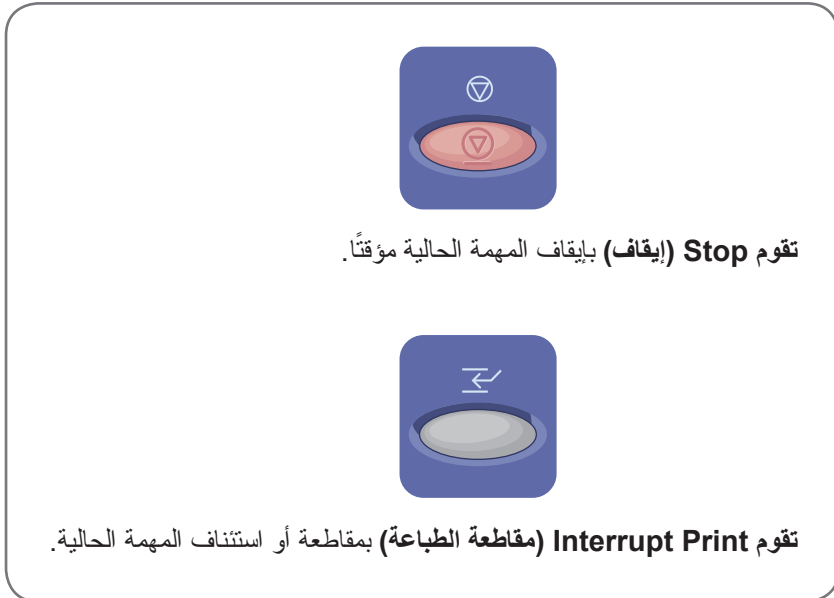 تقوم Stop (إيقاف) بإيقاف المهمة الحالية مؤقتًا.
تقوم Interrupt Print (مقاطعة الطباعة) بمقاطعة أو استئناف المهمة الحالية.